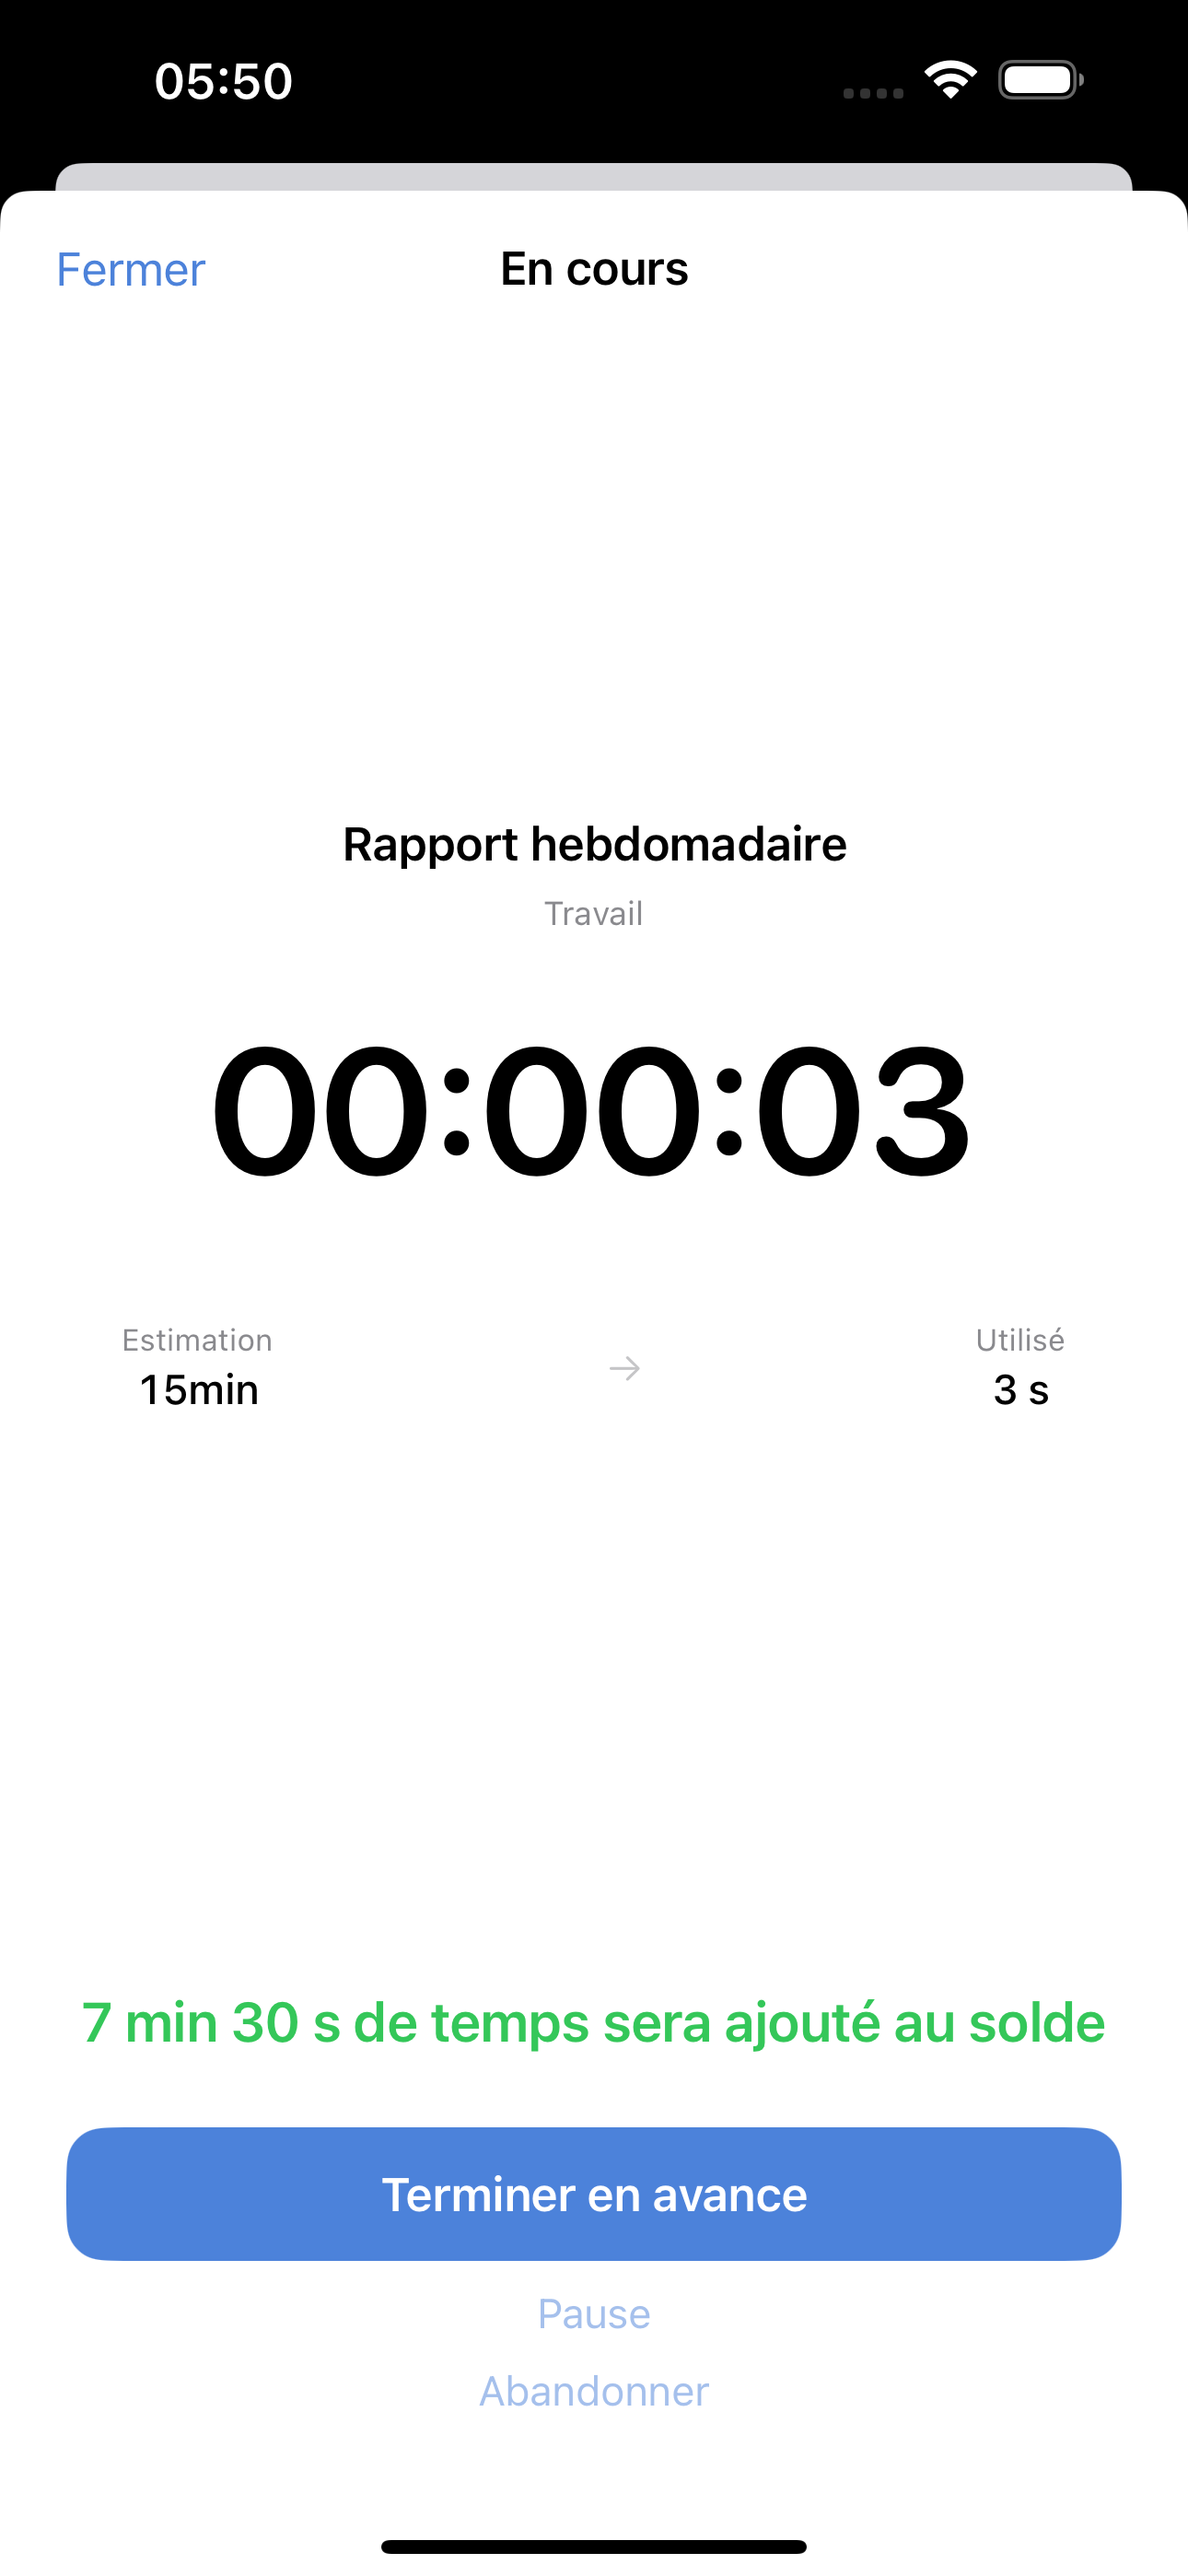 05:50
Fermer
En cours
Rapport hebdomadaire
Travail
00:00:03
Estimation
15min
→
Utilisé
3 s
7 min 30 s de temps sera ajouté au solde
Terminer en avance
Pause
Abandonner